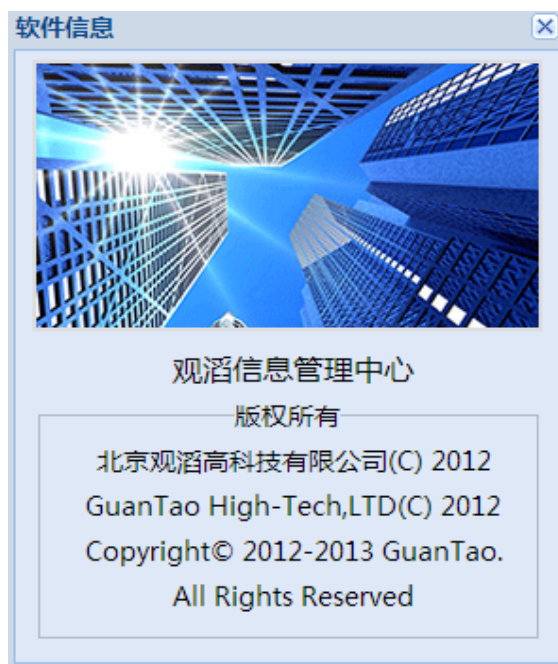 软件信息
观滔信息管理中心
版权所有
北京观滔高科技有限公司(C) 2012
GuanTao High-Tech,LTD(C) 2012
Copyright© 2012-2013 GuanTao.
All Rights Reserved